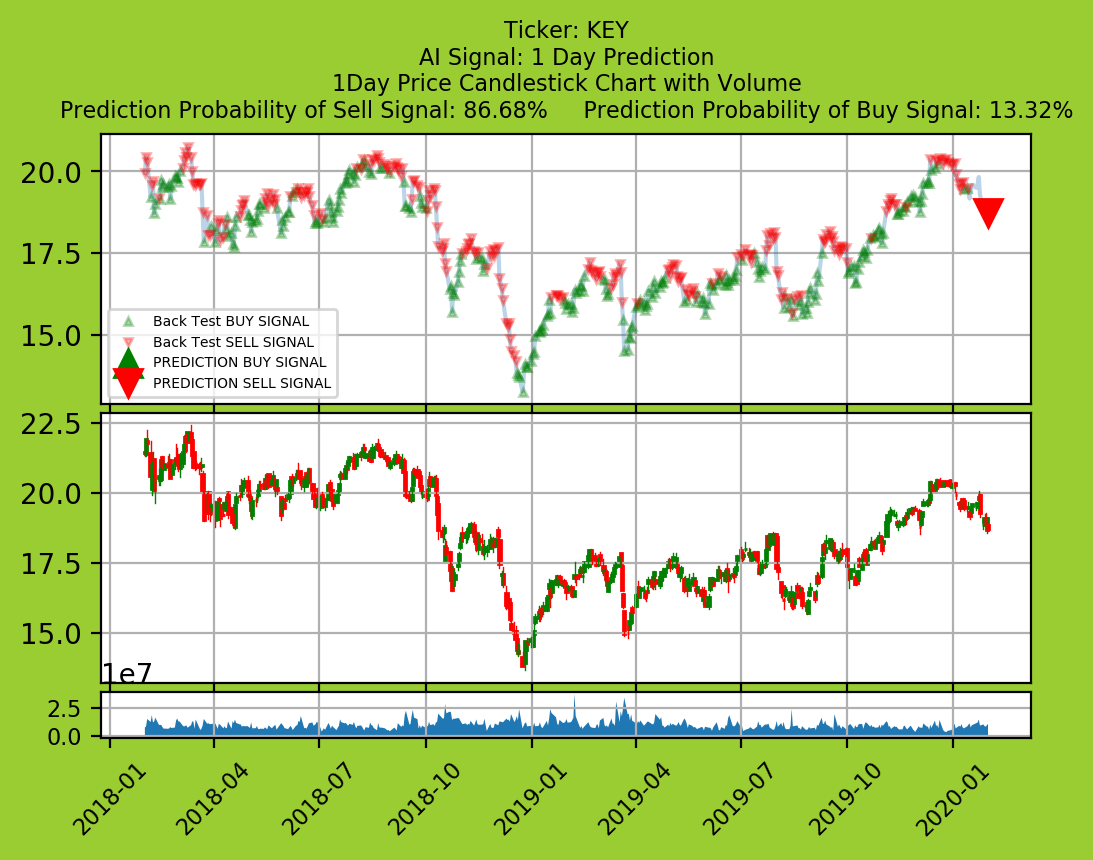 Ticker: KEY
AI Signal: 1 Day Prediction
1Day Price Candlestick Chart with Volume
Prediction Probability of Sell Signal: 86.68% Prediction Probability of Buy Signal: 13.32%
20.0
17.5
15.0
Back Test BUY SIGNAL
Back Test SELL SIGNAL
PREDICTION BUY SIGNAL
PREDICTION SELL SIGNAL
22.5
20.0
17.5
15.0
1e7
2.5
0.0
2018-01
2018-04
2018-07
2018-10
2019-01
2019-04
2019-07
2019-10
2020-01